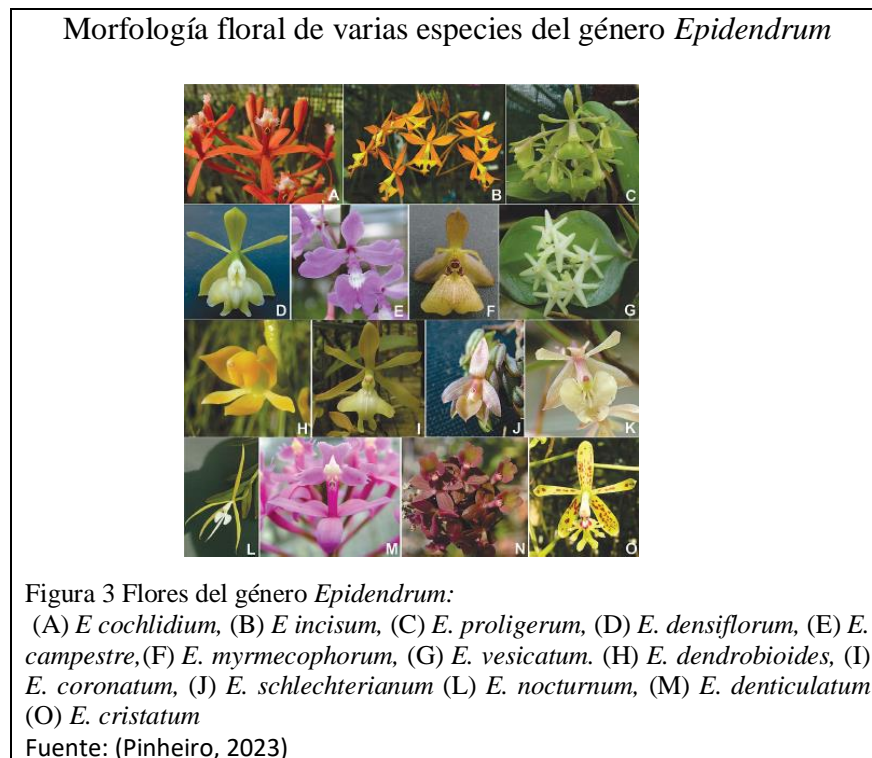 Morfología floral de varias especies del género Epidendrum
A
B
C
D
E
F
G
H
I
J
K
L
M
N
O
Figura 3 Flores del género Epidendrum:
(A) E cochlidium, (B) E incisum, (C) E. proligerum, (D) E. densiflorum, (E) E.
campestre,(F) E. myrmecophorum, (G) E. vesicatum. (H) E. dendrobioides, (I)
E. coronatum, (J) E. schlechterianum (L) E. nocturnum, (M) E. denticulatum
(O) E. cristatum
Fuente: (Pinheiro, 2023)